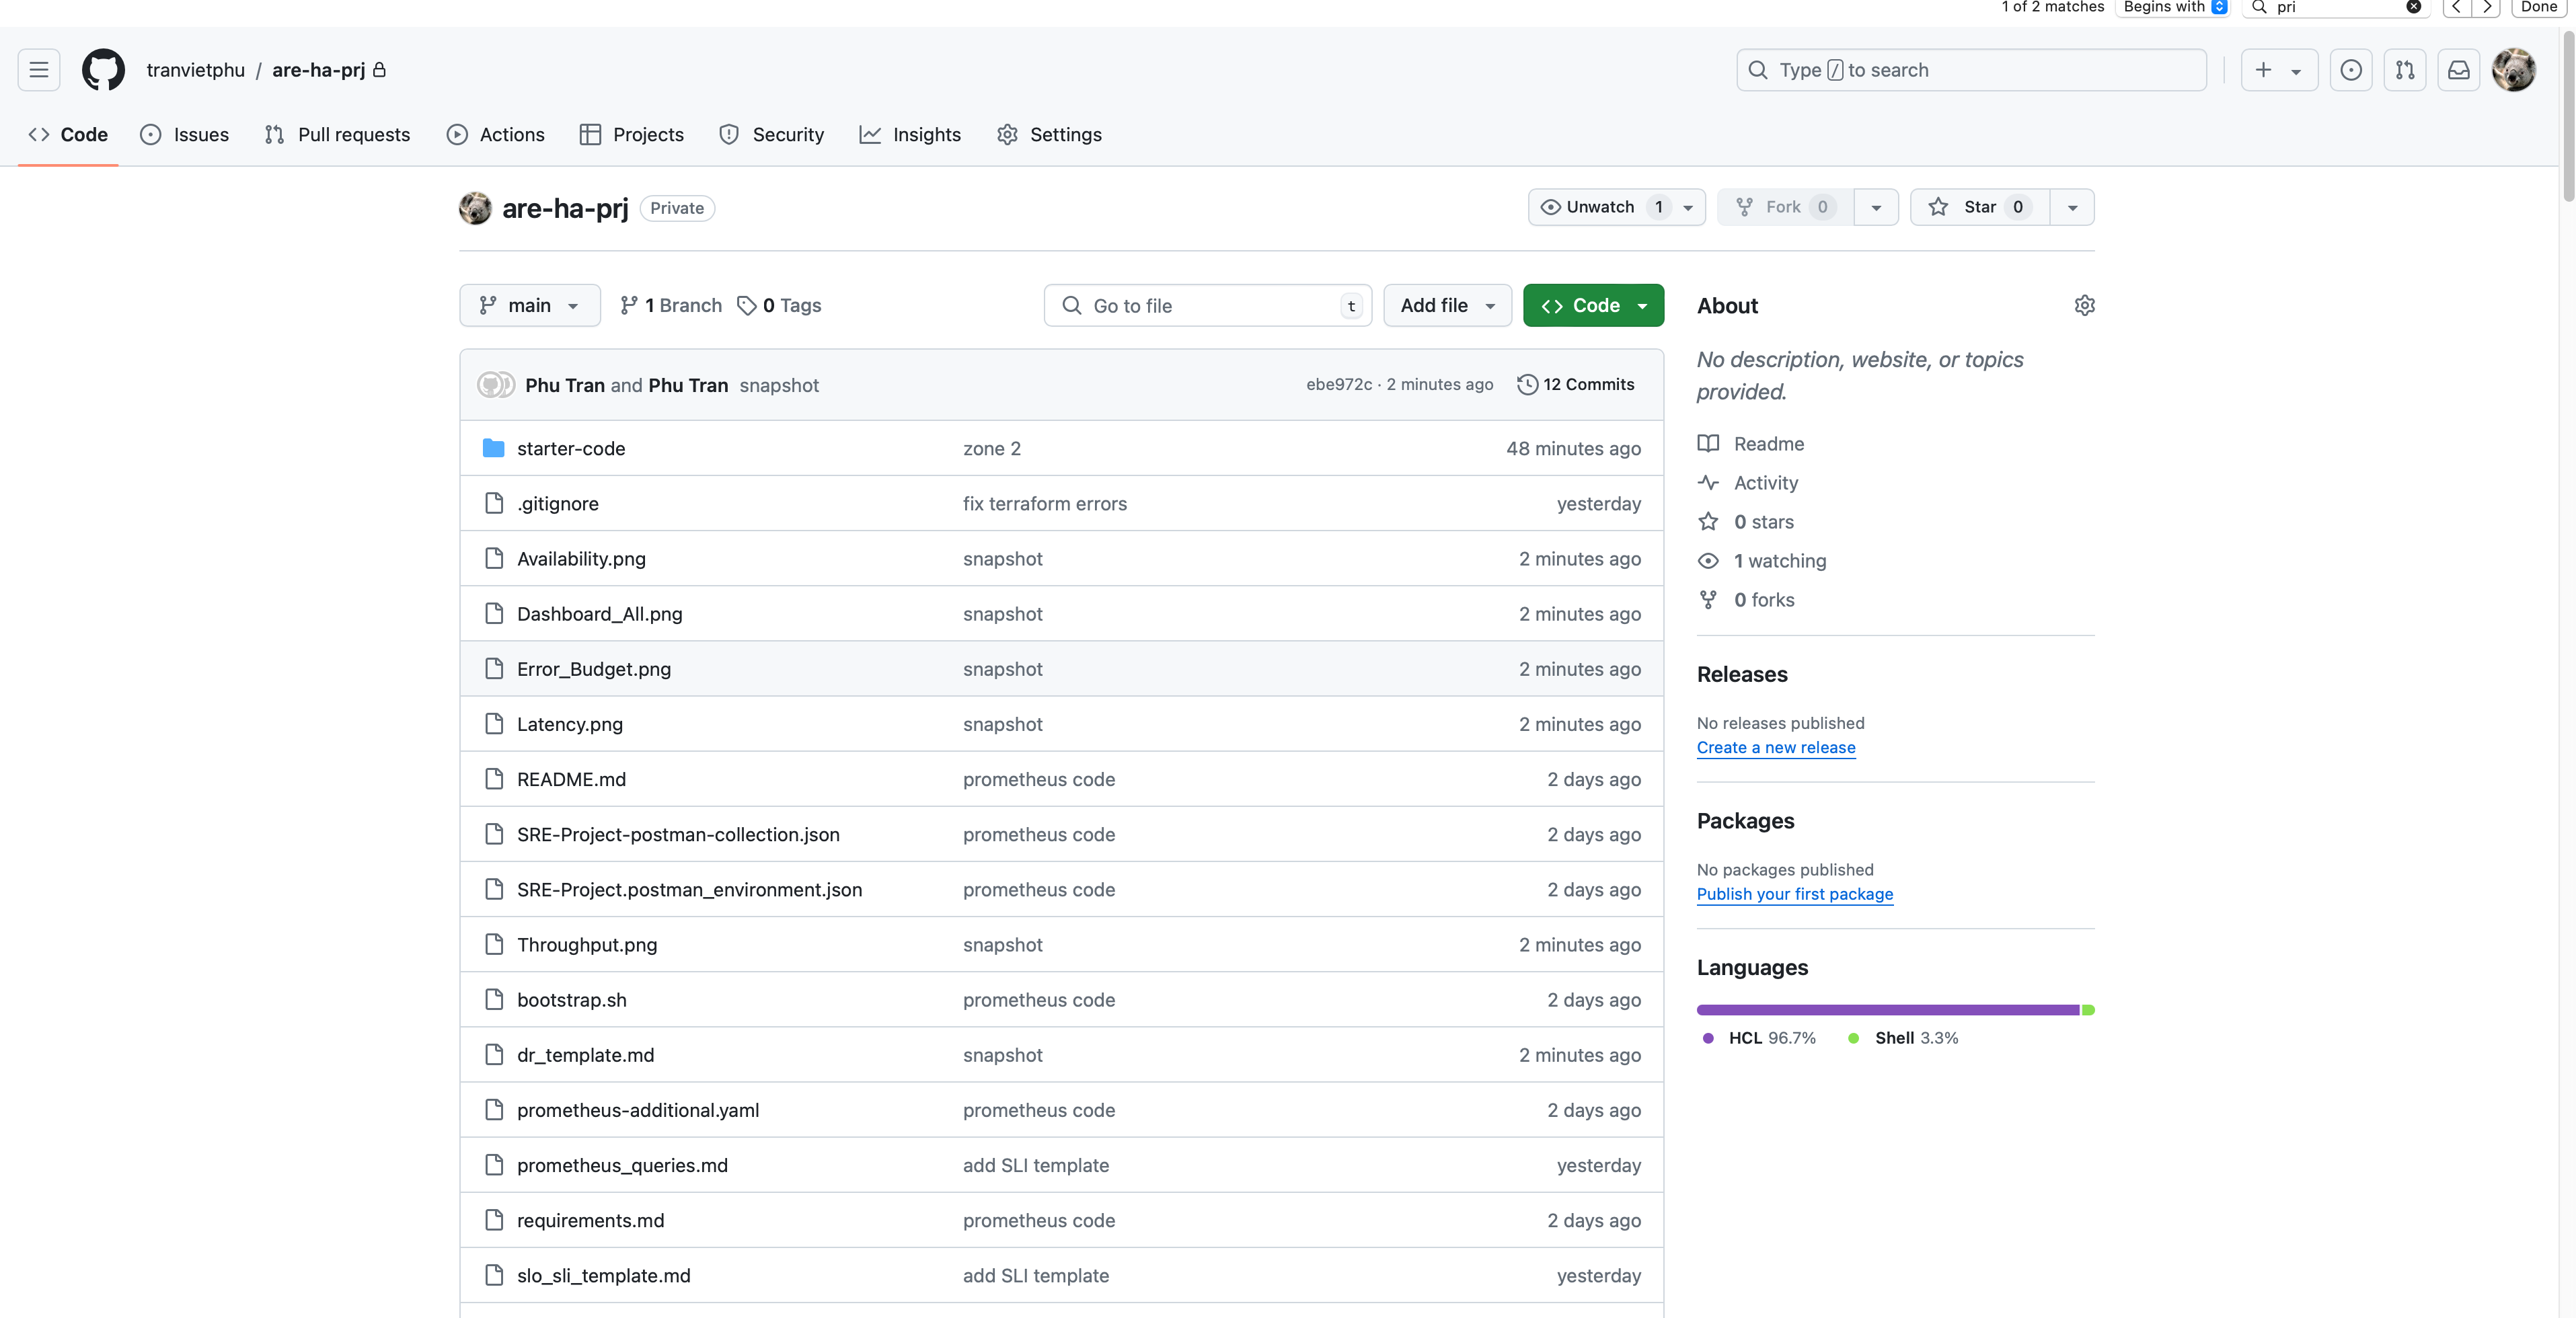 1 of 2 matches Begins with pri Done
tranvietphu / are-ha-prj
Type / to search
Code Issues Pull requests Actions Projects Security Insights Settings
are-ha-prj Private
Unwatch 1 Fork 0 Star 0
main 1 Branch 0 Tags
Go to file t Add file Code
Phu Tran and Phu Tran snapshot ebe972c · 2 minutes ago 12 Commits
starter-code zone 2 48 minutes ago
.gitignore fix terraform errors yesterday
Availability.png snapshot 2 minutes ago
Dashboard_All.png snapshot 2 minutes ago
Error_Budget.png snapshot 2 minutes ago
Latency.png snapshot 2 minutes ago
README.md prometheus code 2 days ago
SRE-Project-postman-collection.json prometheus code 2 days ago
SRE-Project.postman_environment.json prometheus code 2 days ago
Throughput.png snapshot 2 minutes ago
bootstrap.sh prometheus code 2 days ago
dr_template.md snapshot 2 minutes ago
prometheus-additional.yaml prometheus code 2 days ago
prometheus_queries.md add SLI template yesterday
requirements.md prometheus code 2 days ago
slo_sli_template.md add SLI template yesterday
About
No description, website, or topics
provided.
Readme
Activity
0 stars
1 watching
0 forks
Releases
No releases published
Create a new release
Packages
No packages published
Publish your first package
Languages
HCL 96.7% Shell 3.3%